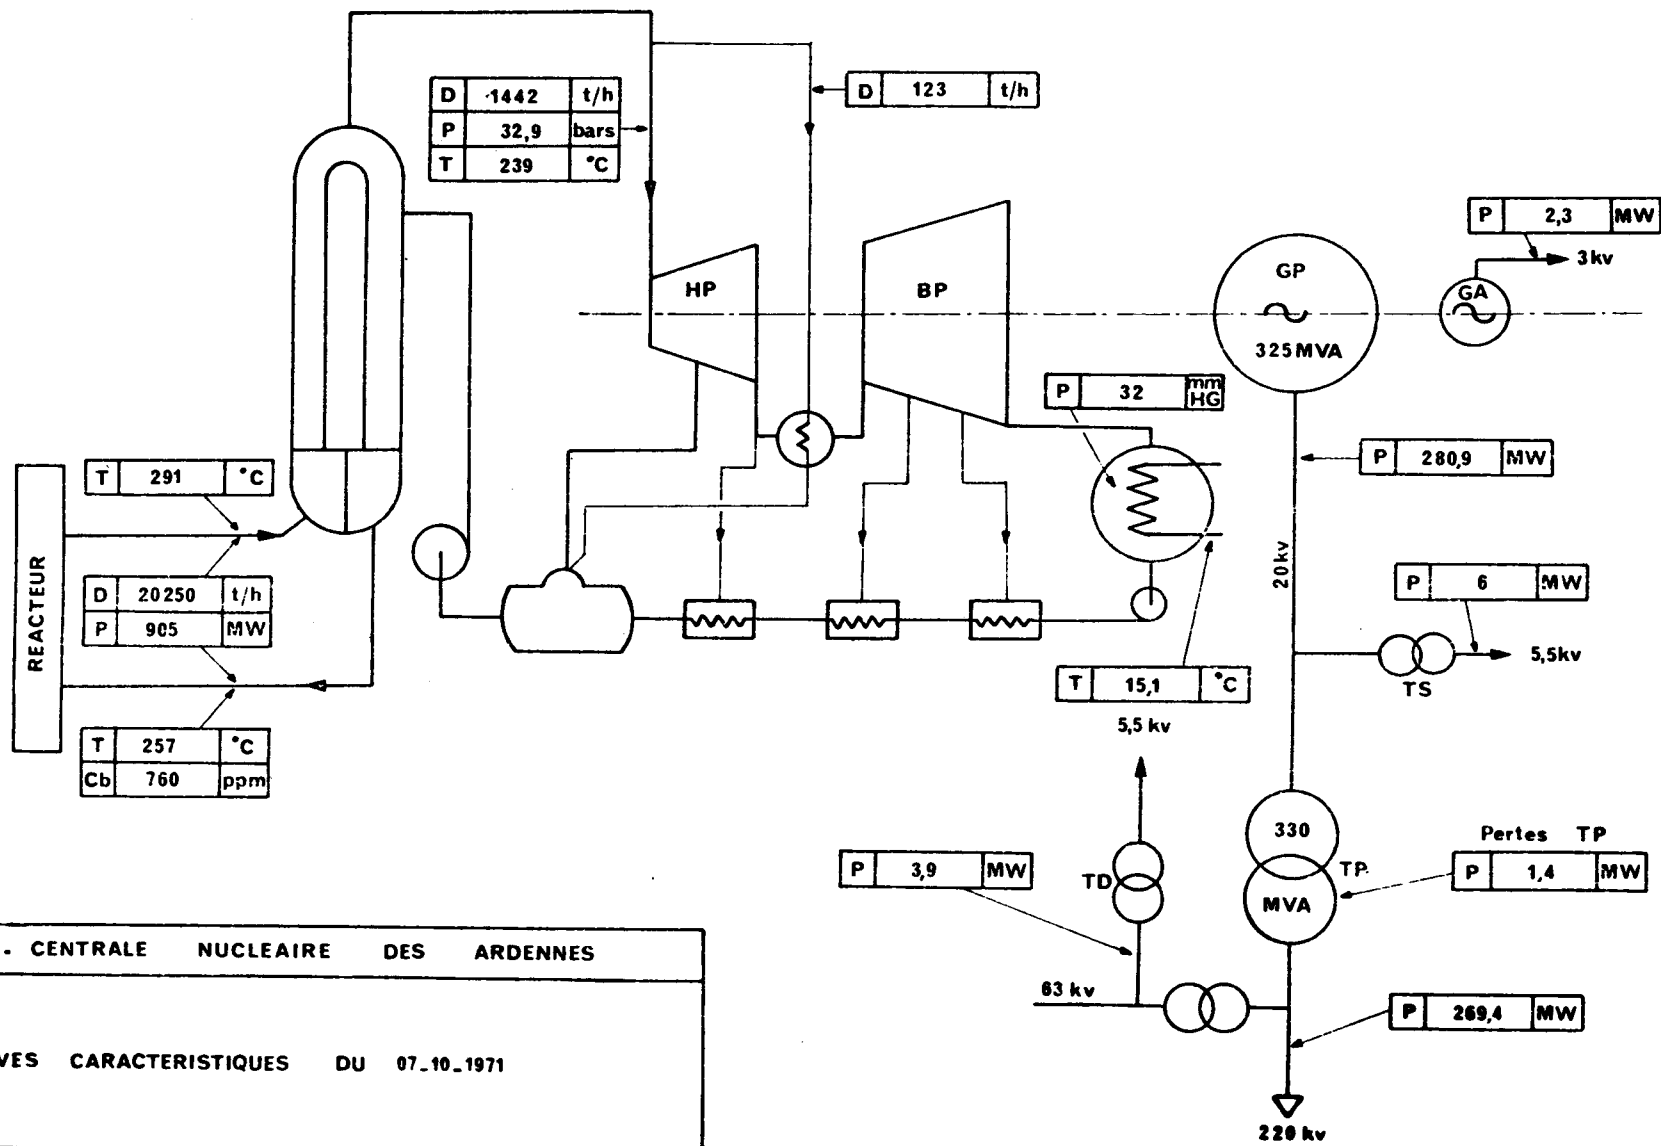 D 1442 t/h
P 32,9 bars
T 239 °C
D 123 t/h
P 2,3 MW
3kv
GA
GP
325MVA
HP
BP
P 32 mm HG
P 280,9 MW
T 291 °C
REACTEUR
D 20250 t/h
P 905 MW
T 257 °C
Cb 760 ppm
20kv
P 6 MW
5,5kv
TS
T 15,1 °C
5,5 kv
330
MVA
TP
Pertes TP
P 1,4 MW
P 3,9 MW
TD
63 kv
P 269,4 MW
220 kv
. CENTRALE NUCLEAIRE DES ARDENNES
VES CARACTERISTIQUES DU 07_10_1971